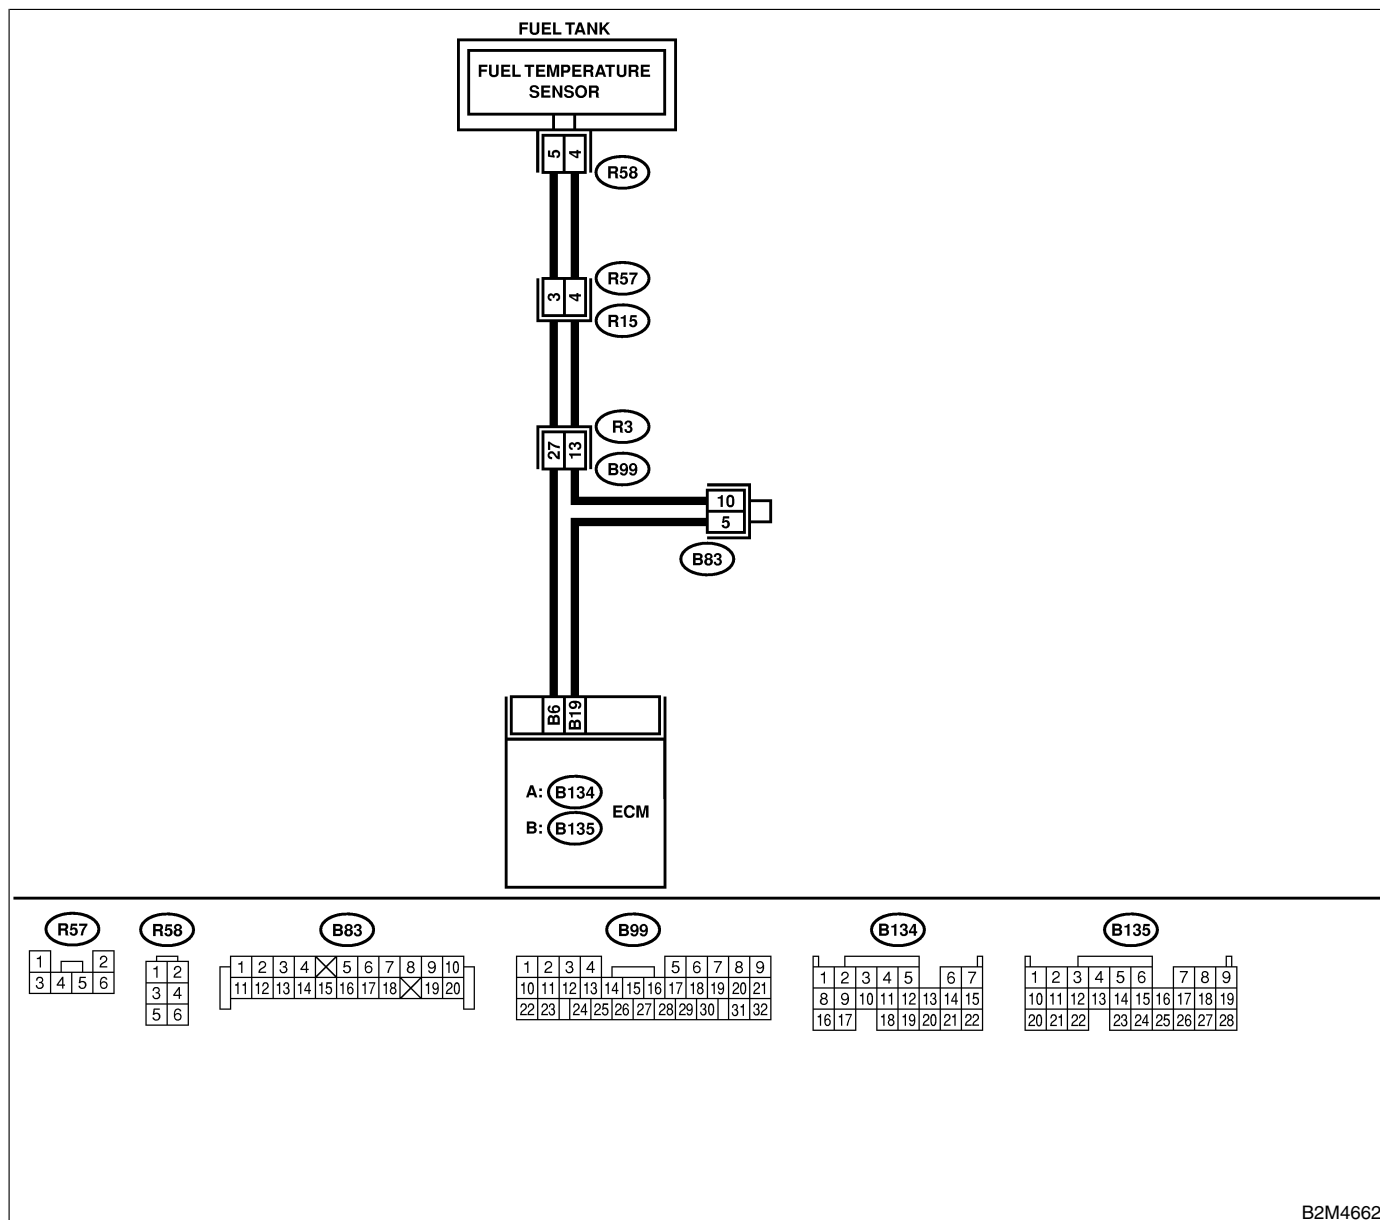 FUEL TANK
FUEL TEMPERATURE
SENSOR
5 4
R58
R57
3 4
R15
R3
27 13
B99
10
5
B83
B6 B19
A: B134
ECM
B: B135
R57 R58 B83 B99 B134 B135
1 2
3 4 5 6
1 2
3 4
5 6
1 2 3 4 5 6 7 8 9 10
11 12 13 14 15 16 17 18 19 20
1 2 3 4 5 6 7 8 9
10 11 12 13 14 15 16 17 18 19 20 21
22 23 24 25 26 27 28 29 30 31 32
1 2 3 4 5 6 7
8 9 10 11 12 13 14 15
16 17 18 19 20 21 22
1 2 3 4 5 6 7 8 9
10 11 12 13 14 15 16 17 18 19
20 21 22 23 24 25 26 27 28
B2M4662